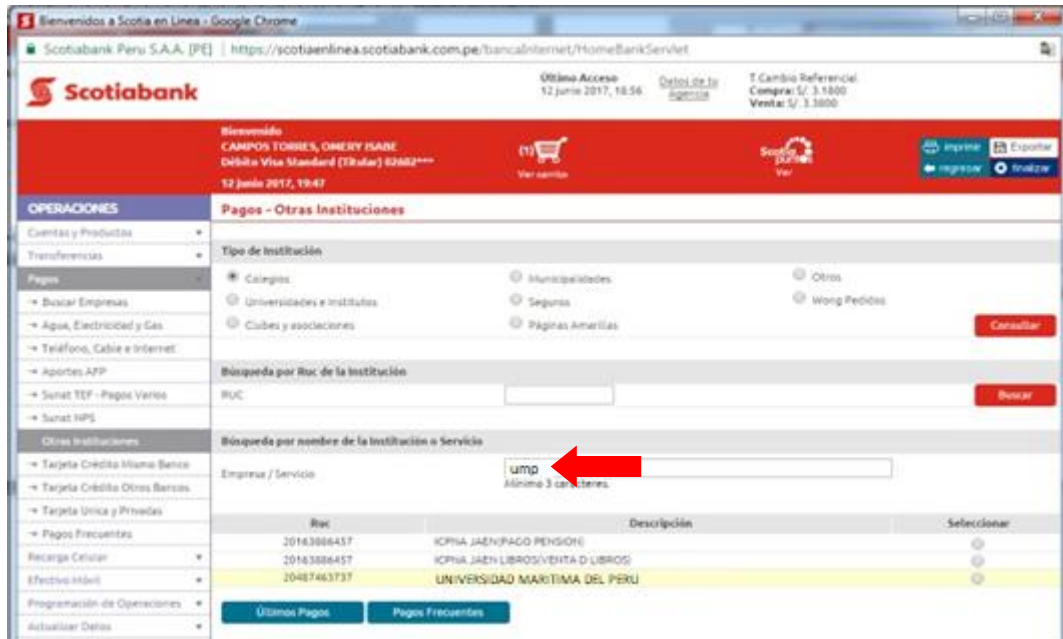 Bienvenidos a Scotia en Linea - Google Chrome
Scotiabank Peru S.A.A. [PE] | https://scotiaenlinea.scotiabank.com.pe/bancaInternet/HomeBankServlet
Scotiabank
Último Acceso
12 junio 2017, 18:56
Datos de tu Agencia
T.Cambio Referencial
Compra: S/. 3.1800
Venta: S/. 3.3800
Bienvenido
CAMPOS TORRES, OMERY ISABE
Débito Visa Standard (Titular) 02602***
12 Junio 2017, 19:47
(1)
Ver carrito
Scotia puntos
Ver
imprimir
Exportar
regresar
finalizar
OPERACIONES
Cuentas y Productos
Transferencias
Pagos
Buscar Empresas
Agua, Electricidad y Gas
Teléfono, Cable e Internet
Aportes AFP
Sunat TEF - Pagos Varios
Sunat NPS
Otras Instituciones
Tarjeta Crédito Mismo Banco
Tarjeta Crédito Otros Bancos
Tarjeta Unica y Privadas
Pagos Frecuentes
Recarga Celular
Efectivo Móvil
Programación de Operaciones
Actualizar Datos
Pagos - Otras Instituciones
Tipo de Institución
Colegios
Municipalidades
Otros
Universidades e Institutos
Seguros
Wong Pedidos
Clubes y asociaciones
Páginas Amarillas
Consultar
Búsqueda por Ruc de la Institución
RUC
Buscar
Búsqueda por nombre de la Institución o Servicio
Empresa / Servicio
ump
Mínimo 3 caracteres.
Ruc Descripción Seleccionar
20163886457 ICPNA JAEN(PAGO PENSION)
20163886457 ICPNA JAEN LIBROS(VENTA D LIBROS)
20487463737 UNIVERSIDAD MARITIMA DEL PERU
Últimos Pagos
Pagos Frecuentes